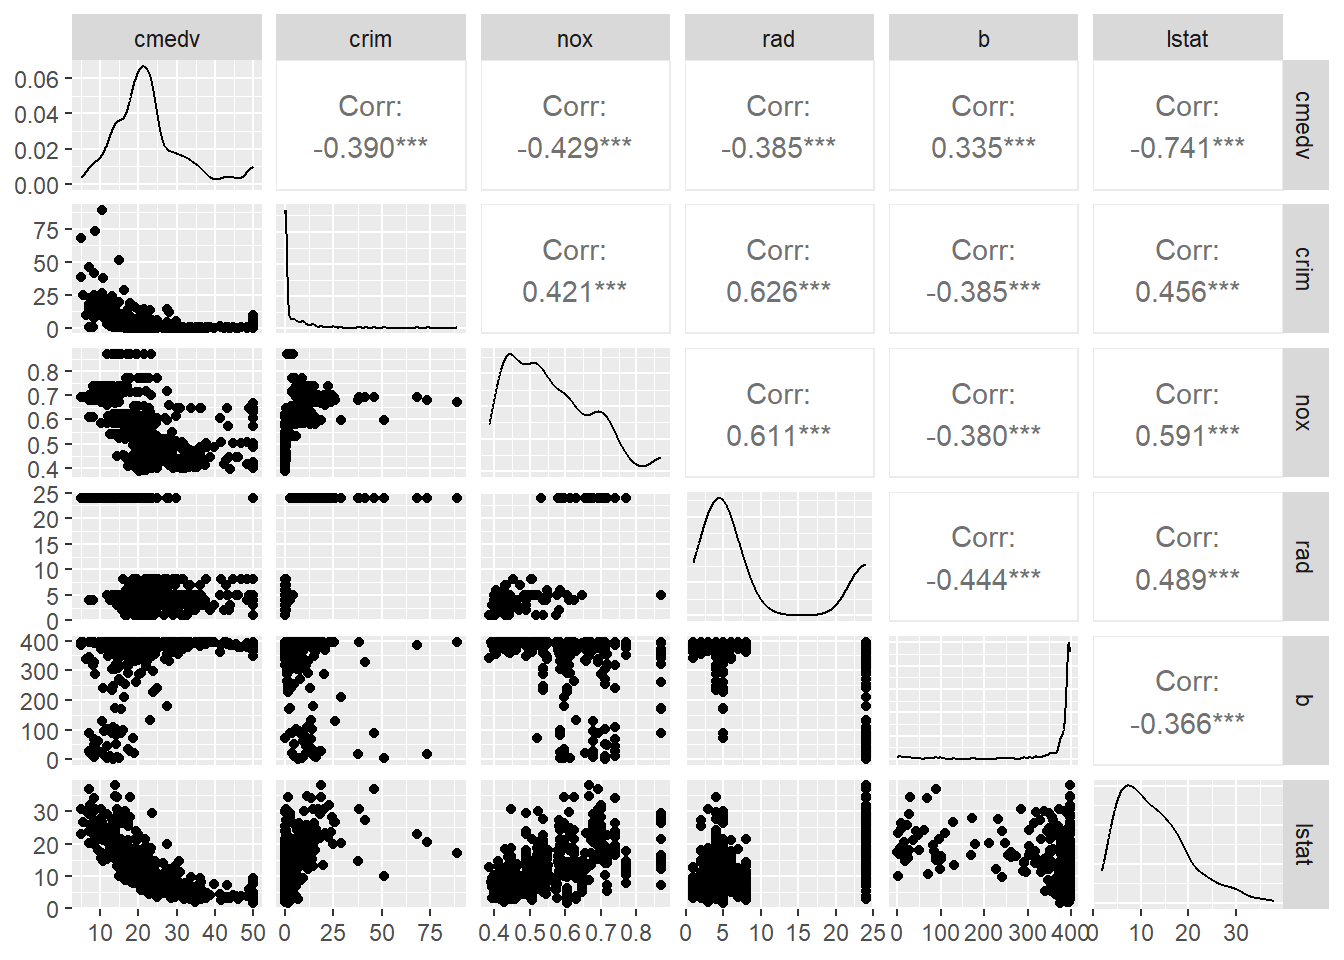 cmedv crim nox rad b lstat
0.06
0.04
0.02
0.00
Corr: Corr: Corr: Corr: Corr:
-0.390*** -0.429*** -0.385*** 0.335*** -0.741***
cmedv
75
50
25
0
Corr: Corr: Corr: Corr:
0.421*** 0.626*** -0.385*** 0.456***
crim
0.8
0.7
0.6
0.5
0.4
Corr: Corr: Corr:
0.611*** -0.380*** 0.591***
nox
25
20
15
10
5
0
Corr: Corr:
-0.444*** 0.489***
rad
400
300
200
100
0
Corr:
-0.366***
b
30
20
10
0
lstat
10 20 30 40 50 0 25 50 75 0.4 0.5 0.6 0.7 0.8 0 5 10 15 20 25 0 100 200 300 400 0 10 20 30